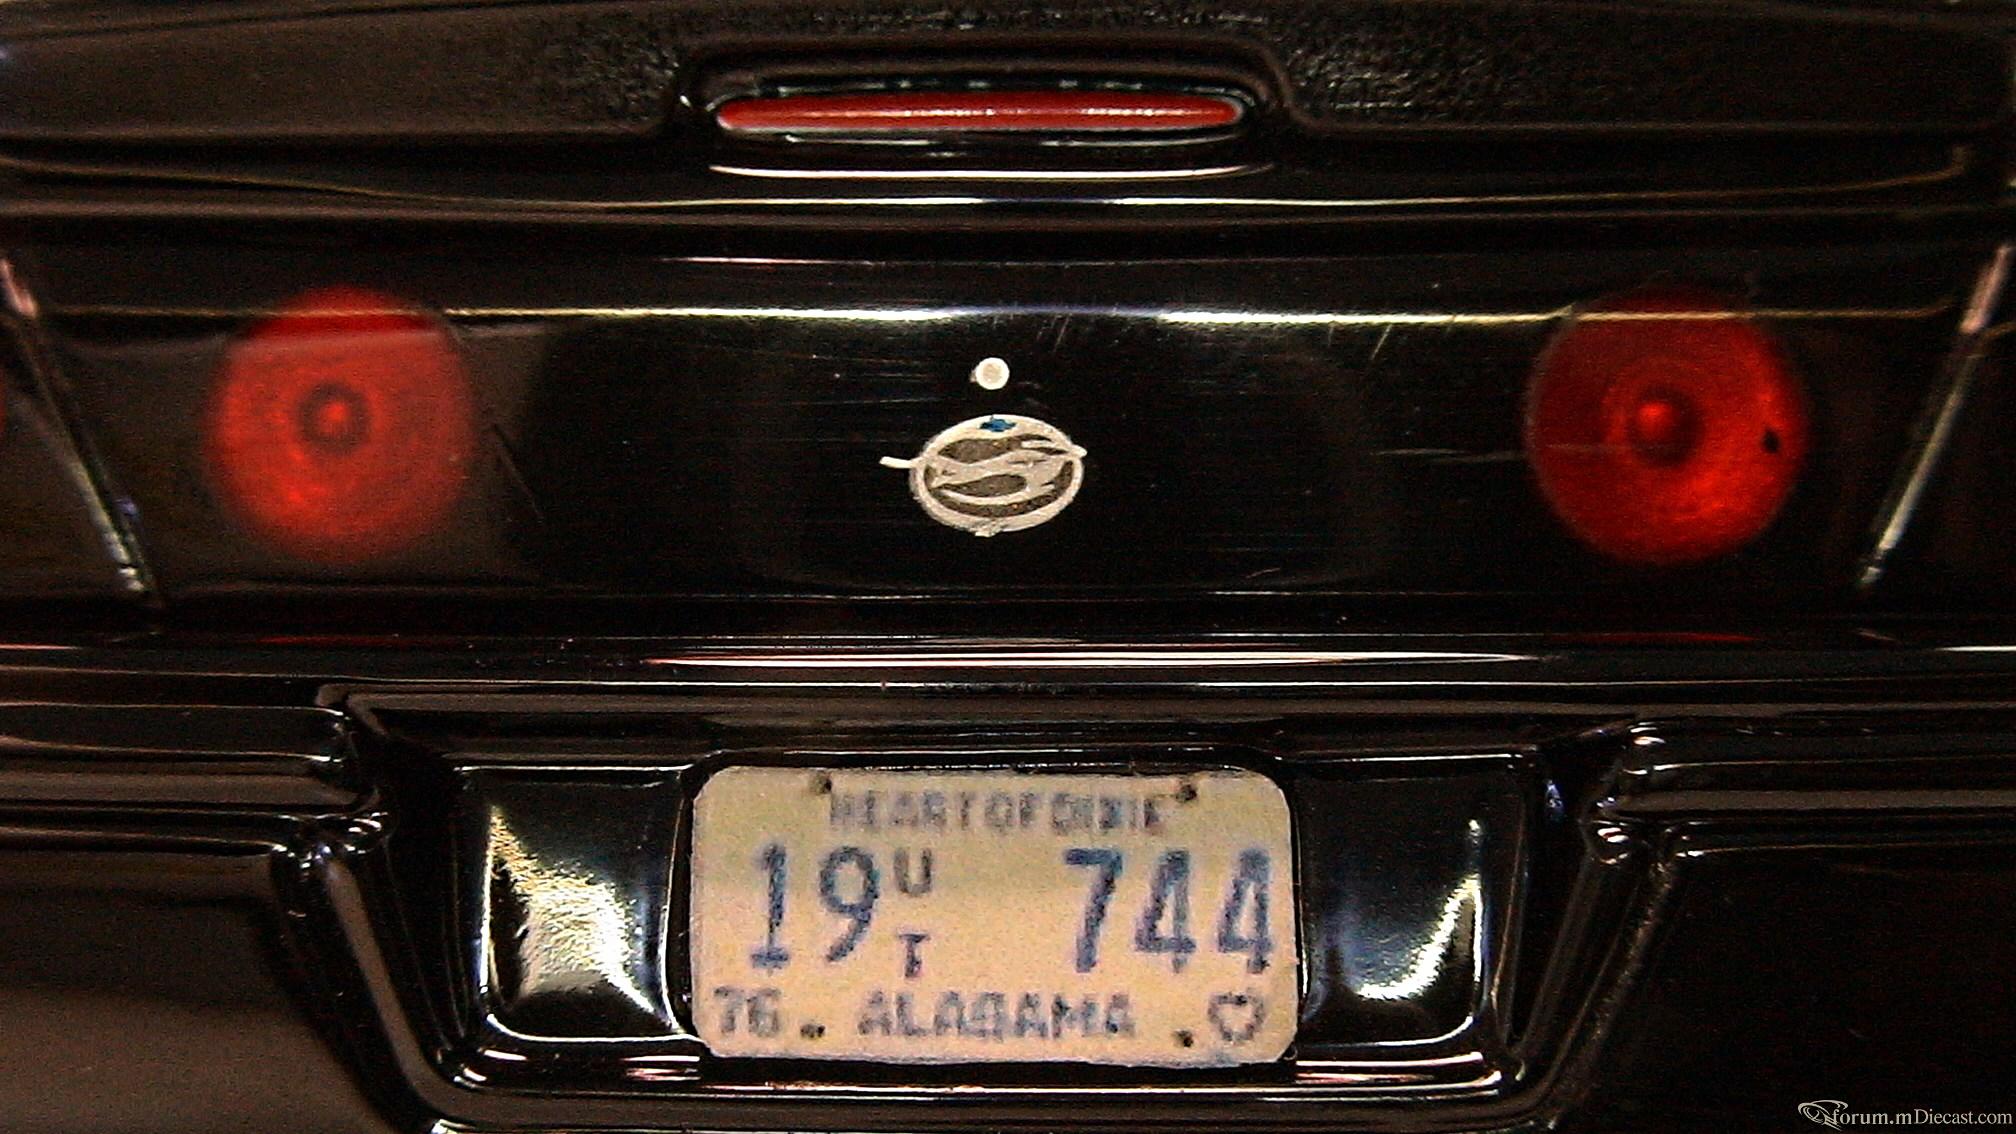 HEART OF DIXIE
19 U T 744
76 ALABAMA
forum.mDiecast.com